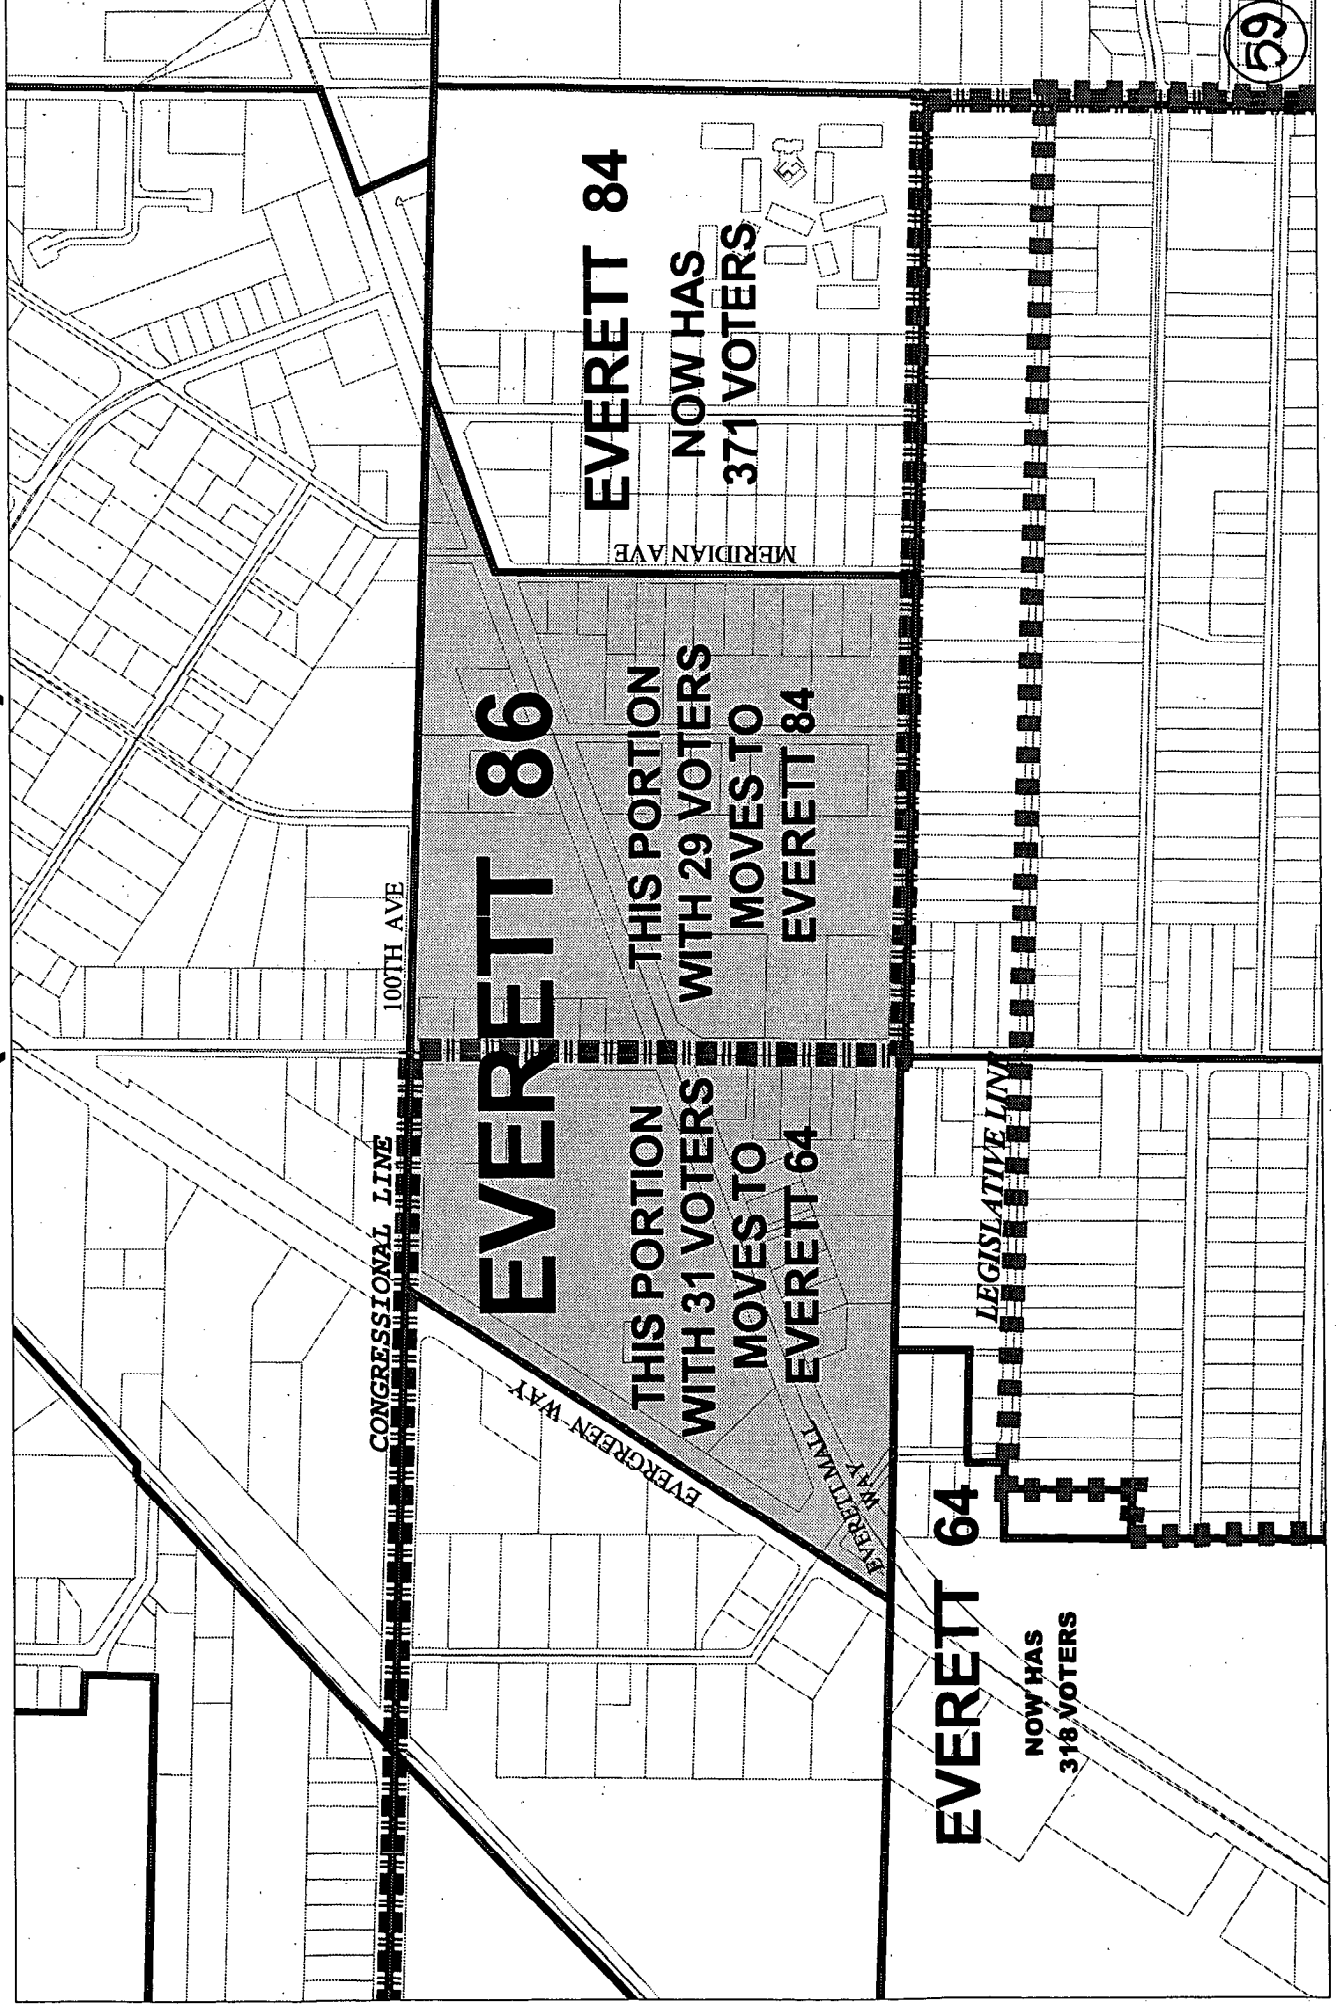 100TH AVE
CONGRESSIONAL LINE
EVERETT 86
THIS PORTION
WITH 31 VOTERS
MOVES TO
EVERETT 64
THIS PORTION
WITH 29 VOTERS
MOVES TO
EVERETT 84
EVERETT 84
NOW HAS
371 VOTERS
MERIDIAN AVE
EVERGREEN WAY
EVERETT MALL
WAY
EVERETT 64
NOW HAS
318 VOTERS
LEGISLATIVE LINE
59